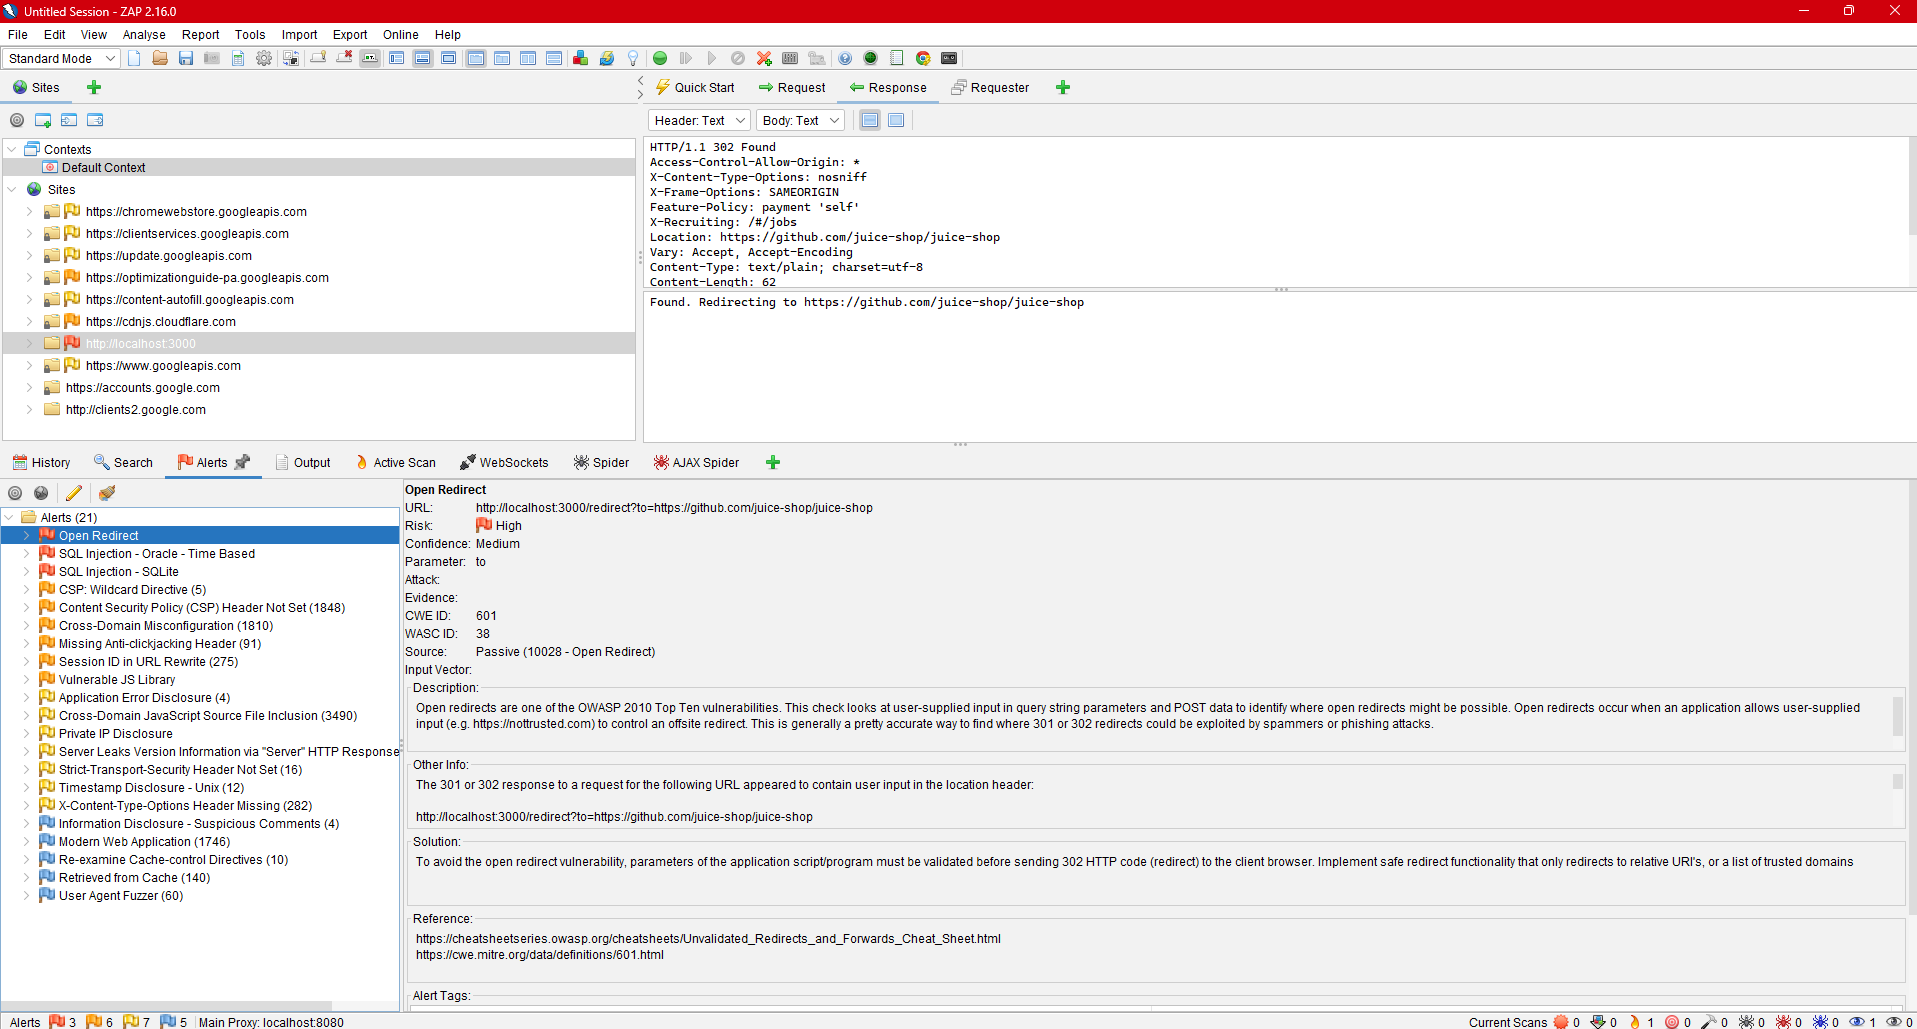 Untitled Session - ZAP 2.16.0
File Edit View Analyse Report Tools Import Export Online Help
Standard Mode
Sites
Quick Start Request Response Requester
Header: Text Body: Text
Contexts
Default Context
Sites
https://chromewebstore.googleapis.com
https://clientservices.googleapis.com
https://update.googleapis.com
https://optimizationguide-pa.googleapis.com
https://content-autofill.googleapis.com
https://cdnjs.cloudflare.com
http://localhost:3000
https://www.googleapis.com
https://accounts.google.com
http://clients2.google.com
HTTP/1.1 302 Found
Access-Control-Allow-Origin: *
X-Content-Type-Options: nosniff
X-Frame-Options: SAMEORIGIN
Feature-Policy: payment 'self'
X-Recruiting: /#/jobs
Location: https://github.com/juice-shop/juice-shop
Vary: Accept, Accept-Encoding
Content-Type: text/plain; charset=utf-8
Content-Length: 62
Found. Redirecting to https://github.com/juice-shop/juice-shop
History Search Alerts Output Active Scan WebSockets Spider AJAX Spider
Alerts (21)
Open Redirect
SQL Injection - Oracle - Time Based
SQL Injection - SQLite
CSP: Wildcard Directive (5)
Content Security Policy (CSP) Header Not Set (1848)
Cross-Domain Misconfiguration (1810)
Missing Anti-clickjacking Header (91)
Session ID in URL Rewrite (275)
Vulnerable JS Library
Application Error Disclosure (4)
Cross-Domain JavaScript Source File Inclusion (3490)
Private IP Disclosure
Server Leaks Version Information via "Server" HTTP Response
Strict-Transport-Security Header Not Set (16)
Timestamp Disclosure - Unix (12)
X-Content-Type-Options Header Missing (282)
Information Disclosure - Suspicious Comments (4)
Modern Web Application (1746)
Re-examine Cache-control Directives (10)
Retrieved from Cache (140)
User Agent Fuzzer (60)
Open Redirect
URL: http://localhost:3000/redirect?to=https://github.com/juice-shop/juice-shop
Risk: High
Confidence: Medium
Parameter: to
Attack:
Evidence:
CWE ID: 601
WASC ID: 38
Source: Passive (10028 - Open Redirect)
Input Vector:
Description:
Open redirects are one of the OWASP 2010 Top Ten vulnerabilities. This check looks at user-supplied input in query string parameters and POST data to identify where open redirects might be possible. Open redirects occur when an application allows user-supplied
input (e.g. https://nottrusted.com) to control an offsite redirect. This is generally a pretty accurate way to find where 301 or 302 redirects could be exploited by spammers or phishing attacks.
Other Info:
The 301 or 302 response to a request for the following URL appeared to contain user input in the location header:
http://localhost:3000/redirect?to=https://github.com/juice-shop/juice-shop
Solution:
To avoid the open redirect vulnerability, parameters of the application script/program must be validated before sending 302 HTTP code (redirect) to the client browser. Implement safe redirect functionality that only redirects to relative URI's, or a list of trusted domains
Reference:
https://cheatsheetseries.owasp.org/cheatsheets/Unvalidated_Redirects_and_Forwards_Cheat_Sheet.html
https://cwe.mitre.org/data/definitions/601.html
Alert Tags:
Alerts 3 6 7 5 Main Proxy: localhost:8080
Current Scans 0 0 1 0 0 0 0 0 1 0